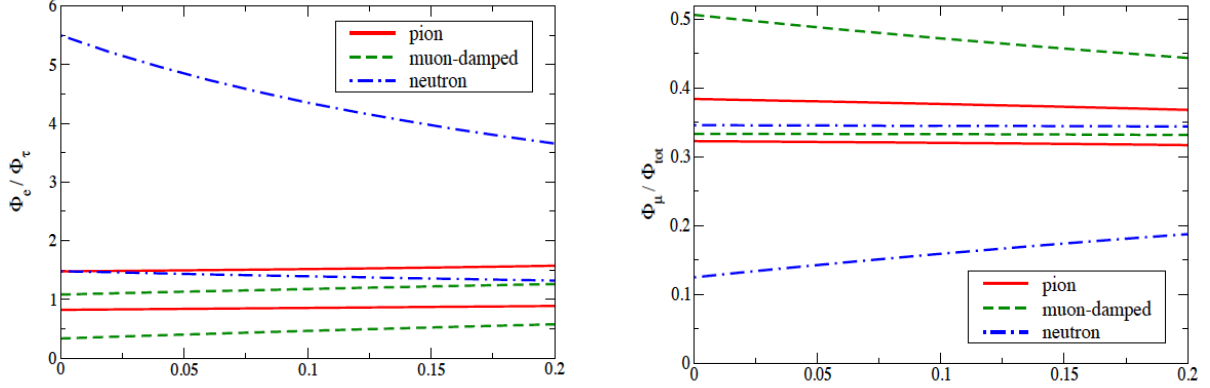 6
5
4
3
2
1
0
Φe / Φτ
pion
muon-damped
neutron
0 0.05 0.1 0.15 0.2
0.5
0.4
0.3
0.2
0.1
0
Φμ / Φtot
pion
muon-damped
neutron
0 0.05 0.1 0.15 0.2